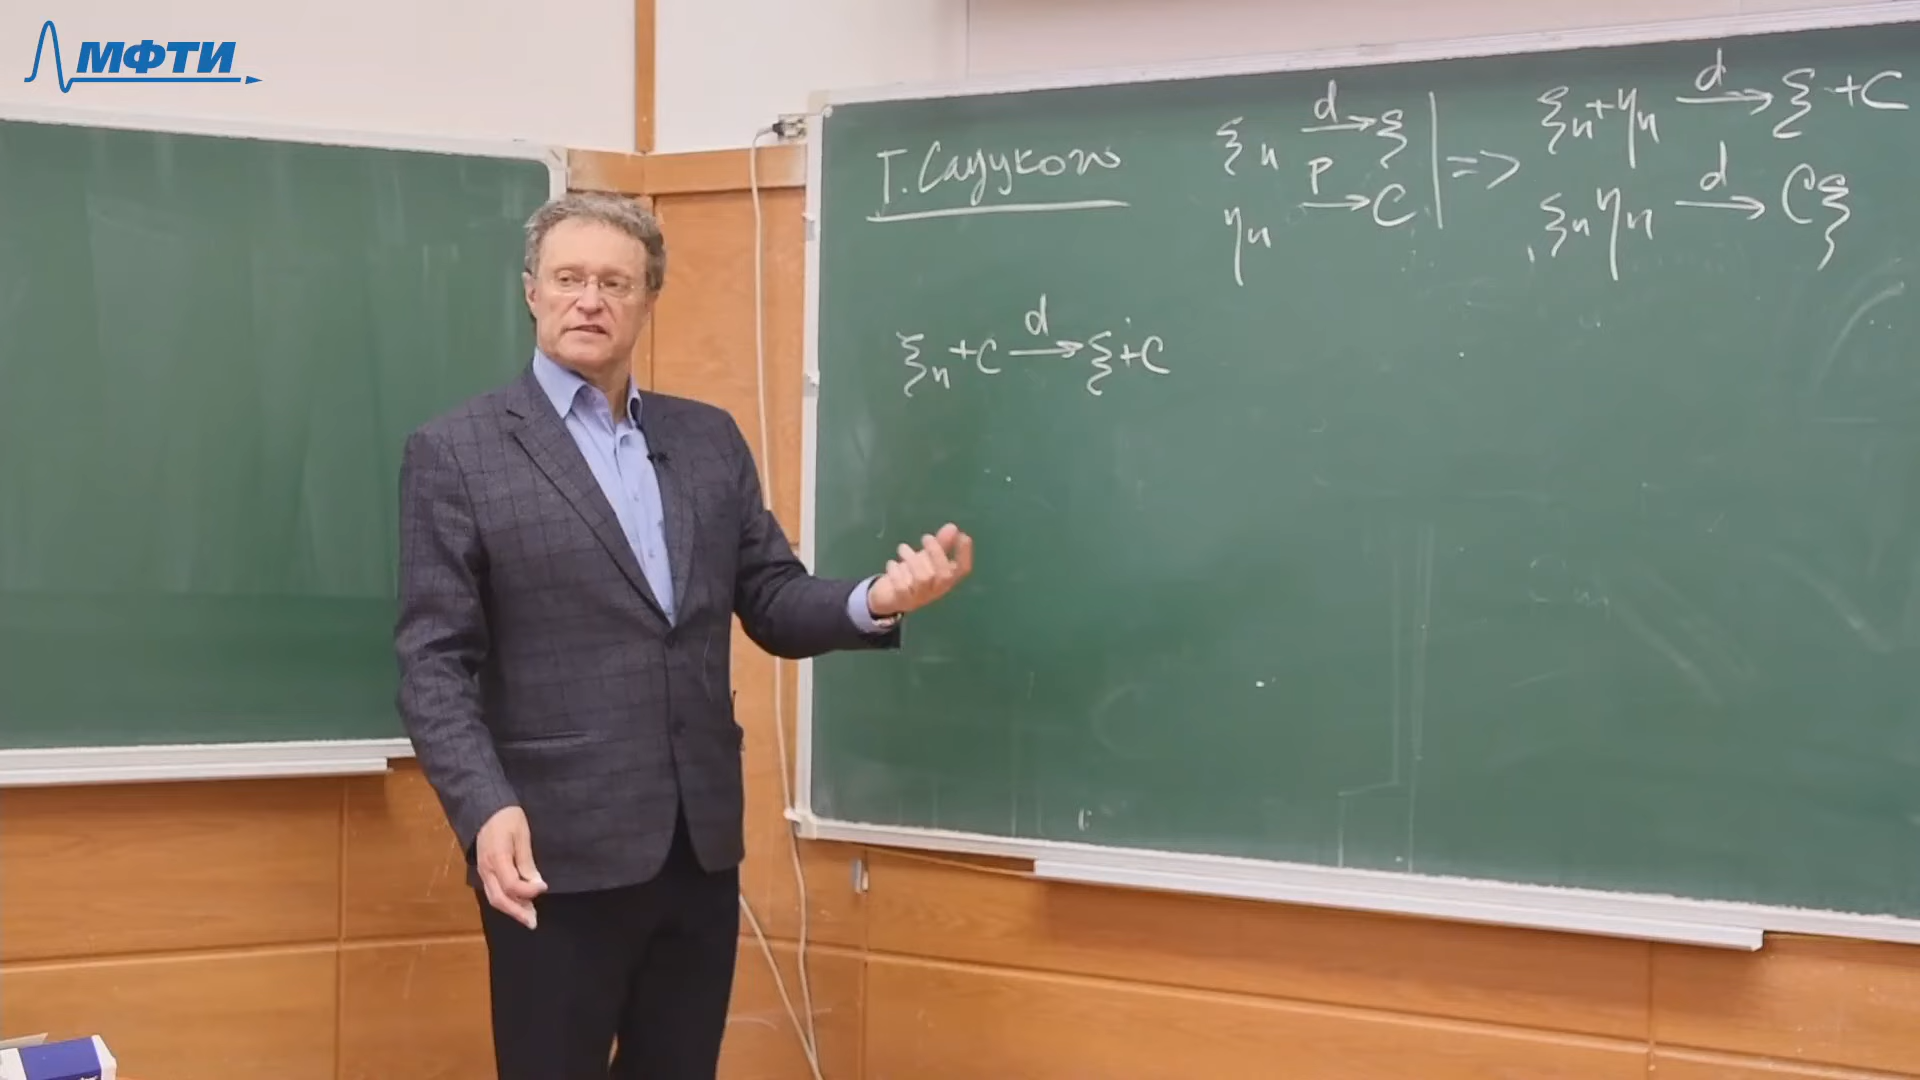 МФТИ
Т. Слуцкого
ξn d→ ξ | => ξn+ηn d→ ξ+C
ηn P→ C | ξnηn d→ Cξ
ξn+C d→ ξ+C